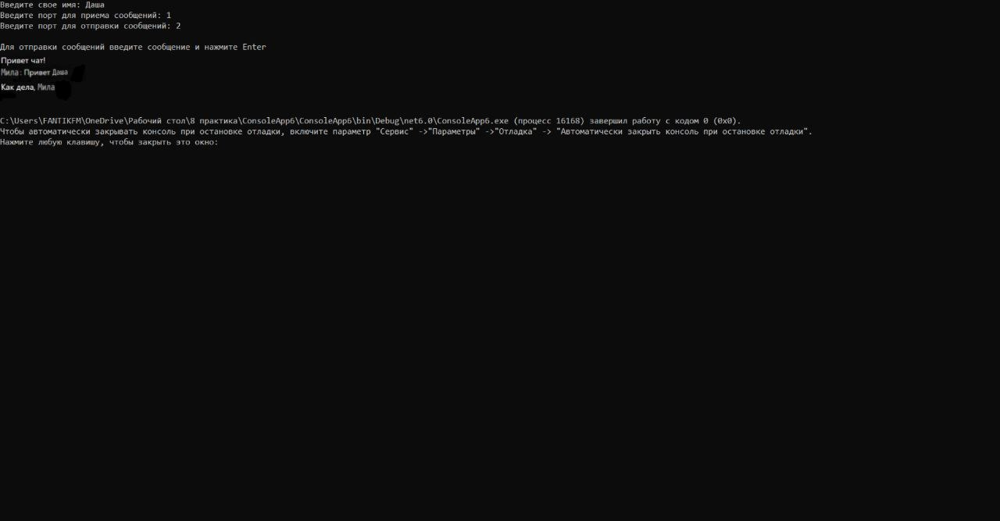 Введите свое имя: Даша
Введите порт для приема сообщений: 1
Введите порт для отправки сообщений: 2
Для отправки сообщений введите сообщение и нажмите Enter
Привет чат!
Мила: Привет Даша
Как дела, Мила
C:\Users\FANTIKFM\OneDrive\Рабочий стол\8 практика\ConsoleApp6\ConsoleApp6\bin\Debug\net6.0\ConsoleApp6.exe (процесс 16168) завершил работу с кодом 0 (0x0).
Чтобы автоматически закрывать консоль при остановке отладки, включите параметр "Сервис" ->"Параметры" ->"Отладка" -> "Автоматически закрыть консоль при остановке отладки".
Нажмите любую клавишу, чтобы закрыть это окно: